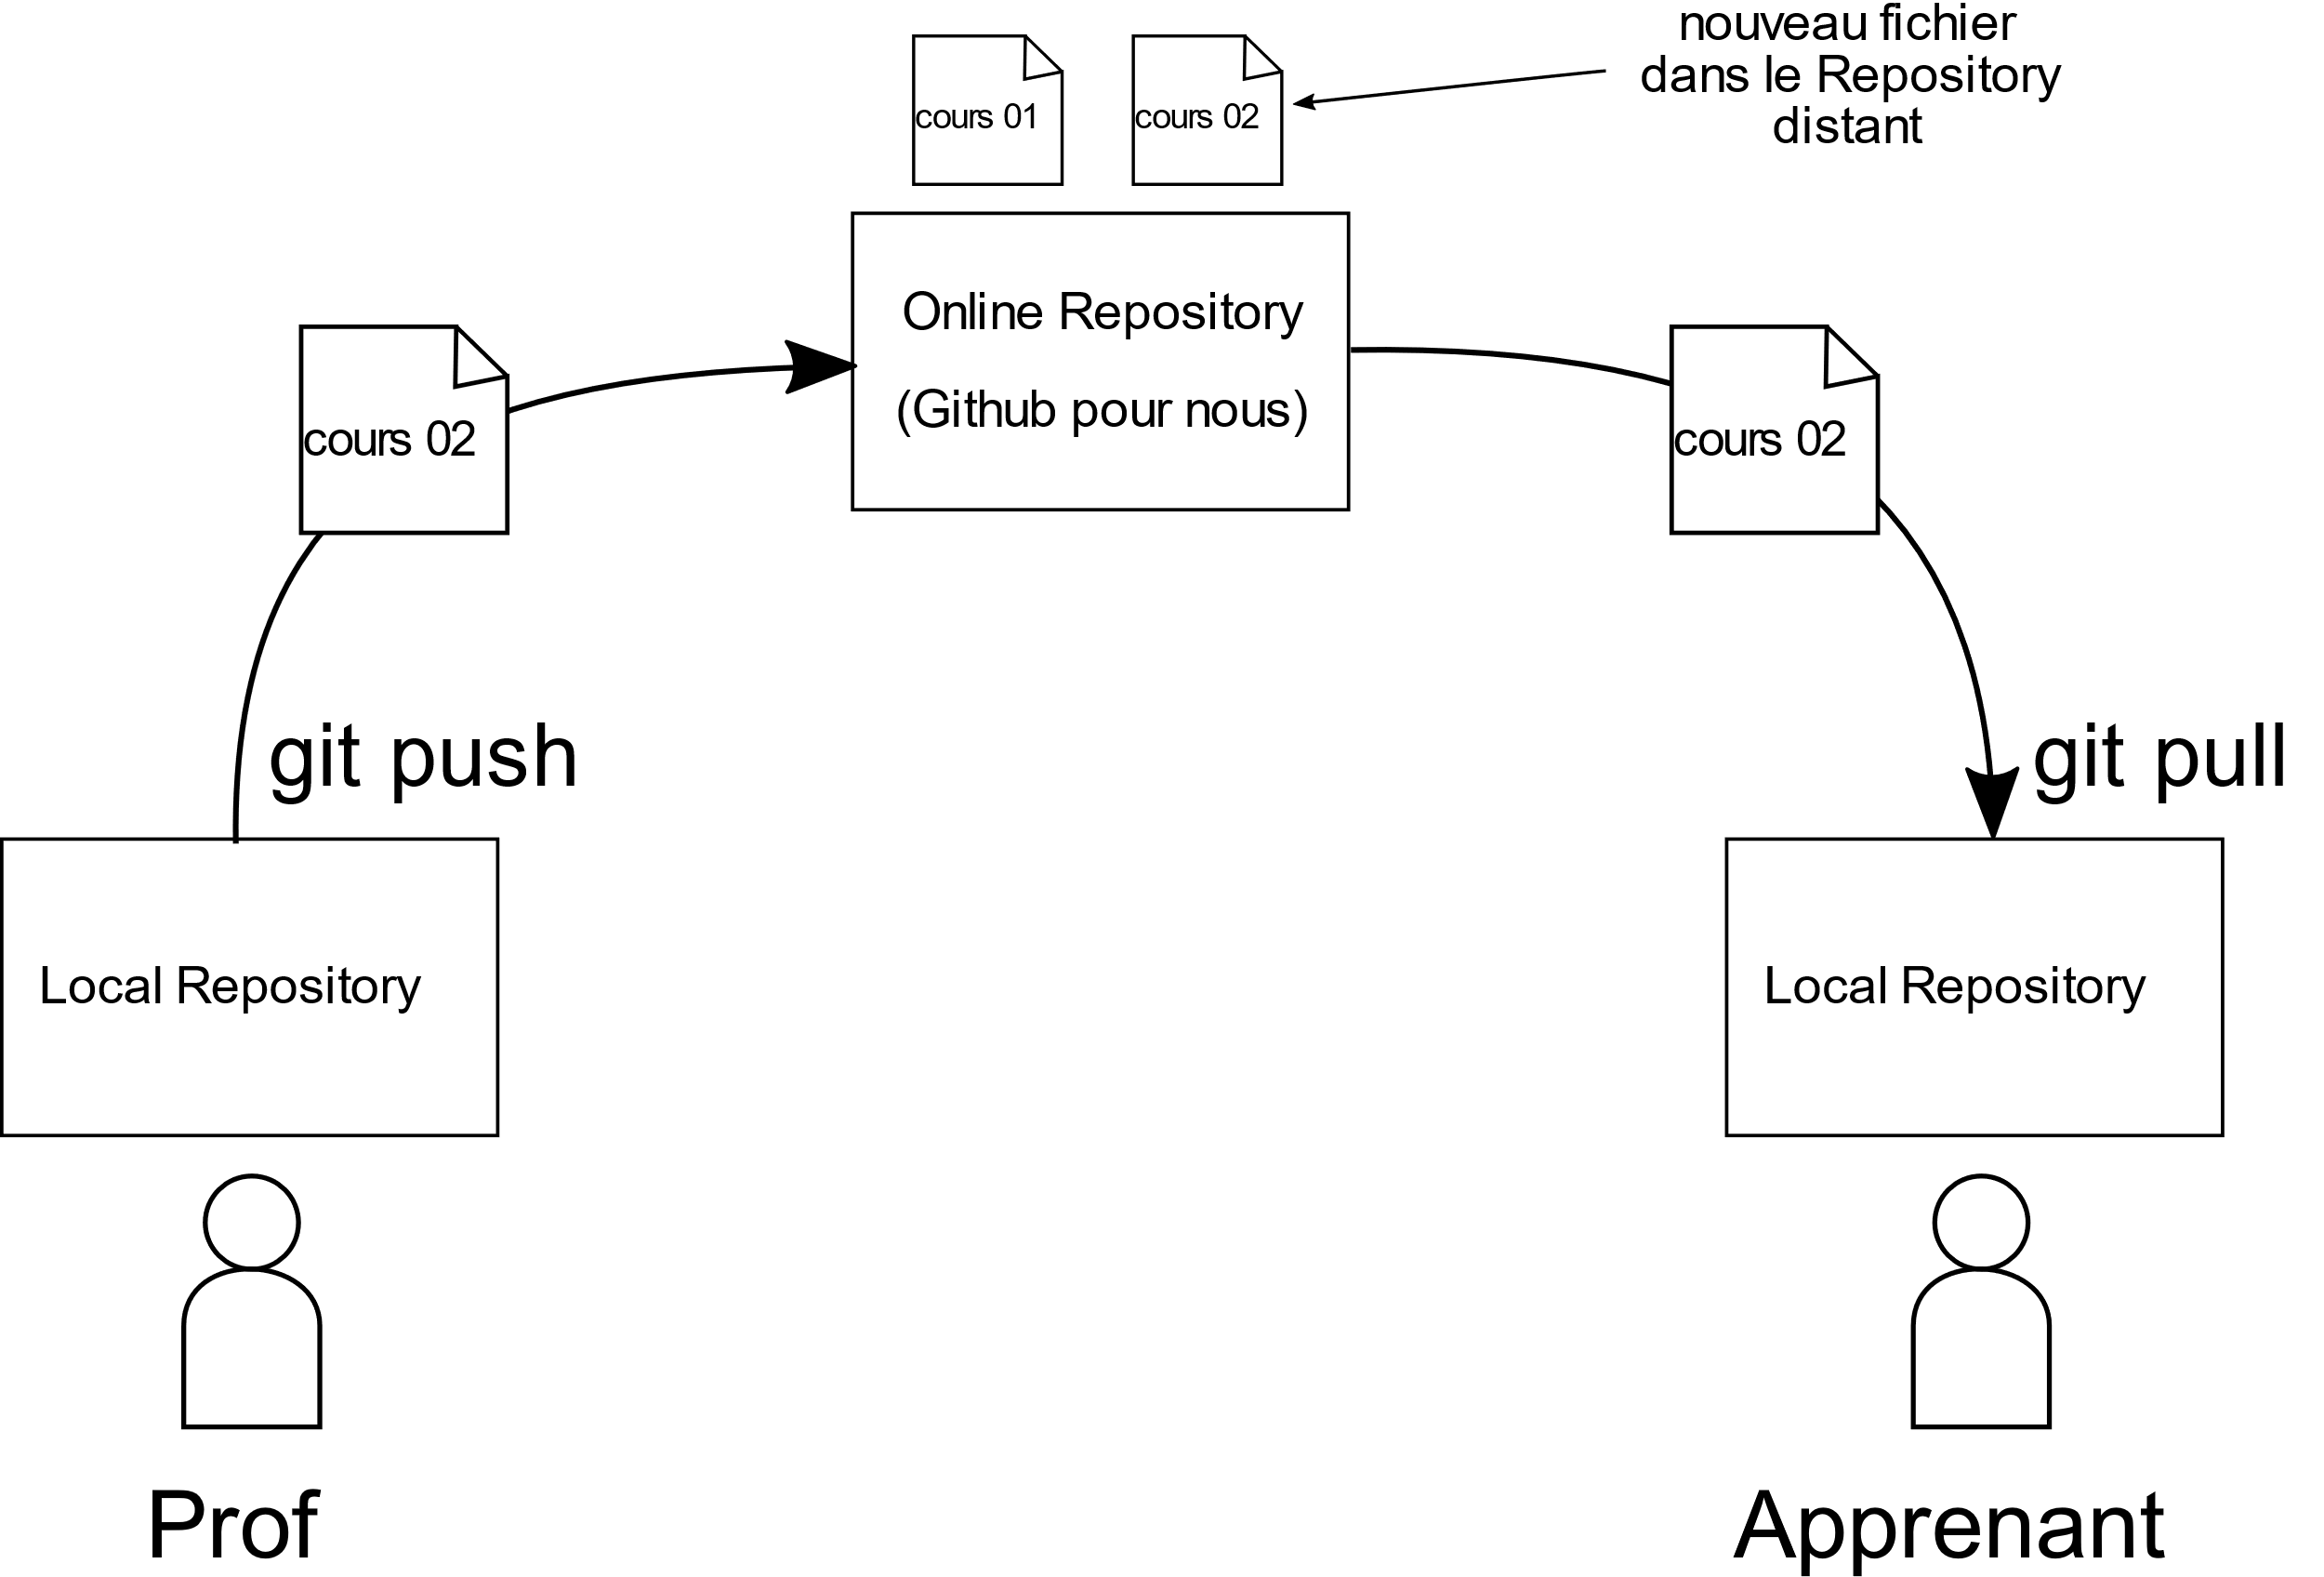 nouveau fichier
dans le Repository
distant
cours 01
cours 02
Online Repository
(Github pour nous)
cours 02
cours 02
git push
git pull
Local Repository
Local Repository
Prof
Apprenant